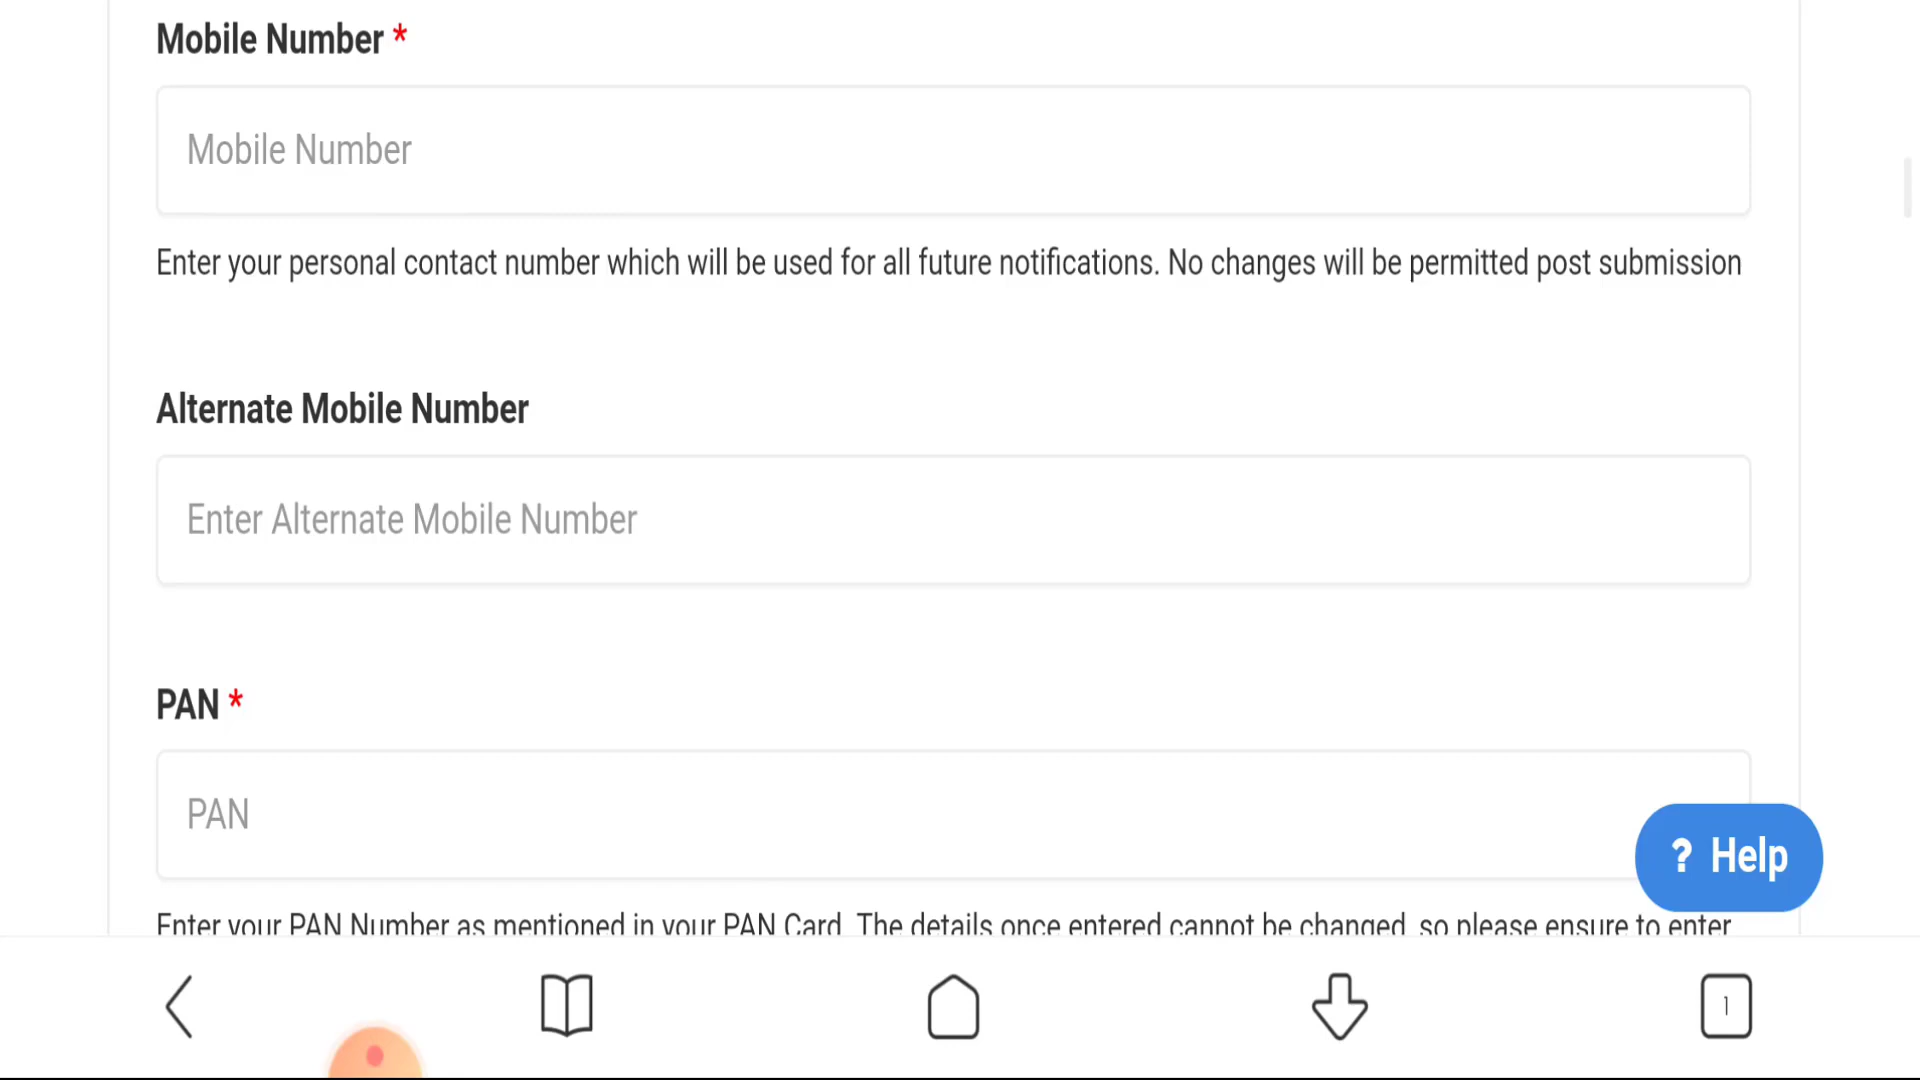 Mobile Number *
Mobile Number
Enter your personal contact number which will be used for all future notifications. No changes will be permitted post submission
Alternate Mobile Number
Enter Alternate Mobile Number
PAN *
PAN
? Help
Enter your PAN Number as mentioned in your PAN Card. The details once entered cannot be changed, so please ensure to enter
1